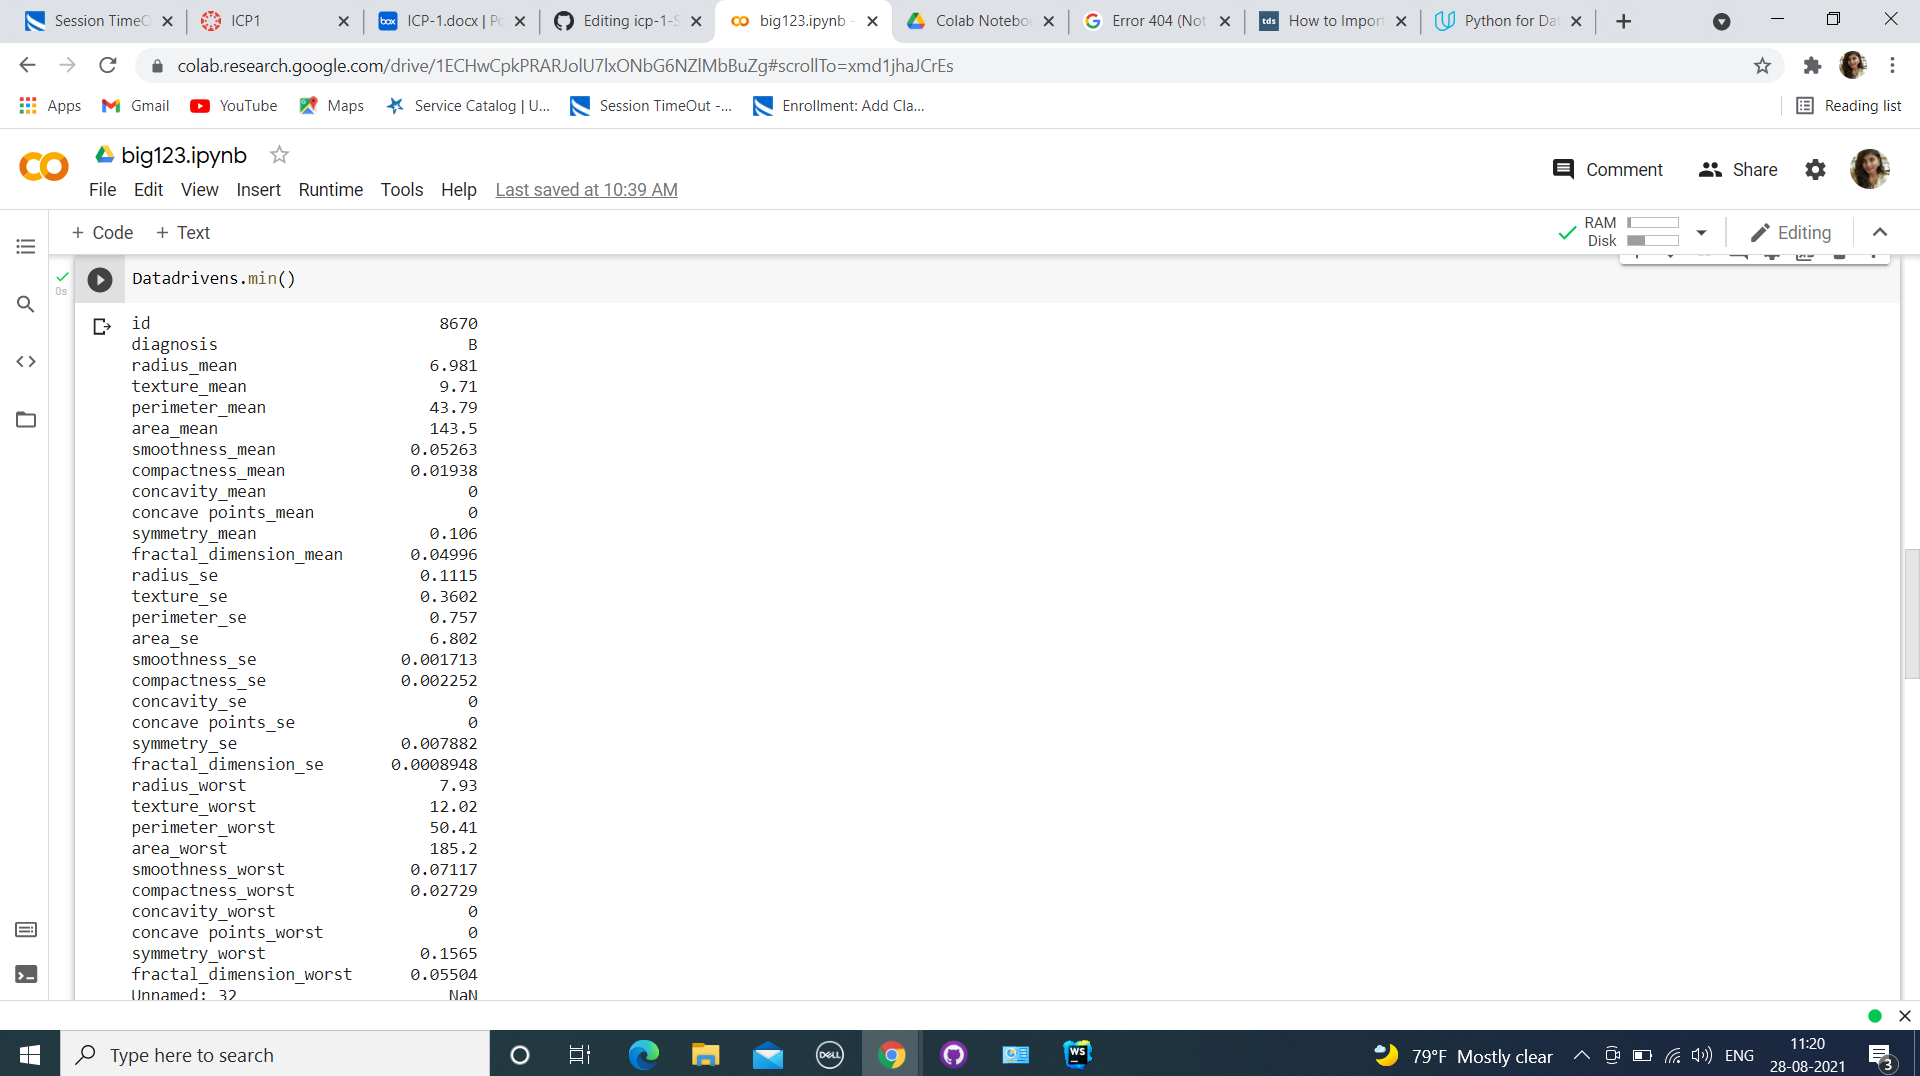 Session TimeO
ICP1
box ICP-1.docx | Po
Editing icp-1-S
big123.ipynb -
Colab Noteboo
Error 404 (Not
tds How to Import
Python for Dat
colab.research.google.com/drive/1ECHwCpkPRARJolU7lxONbG6NZlMbBuZg#scrollTo=xmd1jhaJCrEs
Apps
Gmail
YouTube
Maps
Service Catalog | U...
Session TimeOut -...
Enrollment: Add Cla...
Reading list
big123.ipynb
File Edit View Insert Runtime Tools Help Last saved at 10:39 AM
Comment
Share
+ Code + Text
RAM
Disk
Editing
0s
Datadrivens.min()
id 8670
diagnosis B
radius_mean 6.981
texture_mean 9.71
perimeter_mean 43.79
area_mean 143.5
smoothness_mean 0.05263
compactness_mean 0.01938
concavity_mean 0
concave points_mean 0
symmetry_mean 0.106
fractal_dimension_mean 0.04996
radius_se 0.1115
texture_se 0.3602
perimeter_se 0.757
area_se 6.802
smoothness_se 0.001713
compactness_se 0.002252
concavity_se 0
concave points_se 0
symmetry_se 0.007882
fractal_dimension_se 0.0008948
radius_worst 7.93
texture_worst 12.02
perimeter_worst 50.41
area_worst 185.2
smoothness_worst 0.07117
compactness_worst 0.02729
concavity_worst 0
concave points_worst 0
symmetry_worst 0.1565
fractal_dimension_worst 0.05504
Unnamed: 32 NaN
Type here to search
DELL
WS
79°F Mostly clear
ENG
11:20
28-08-2021
3